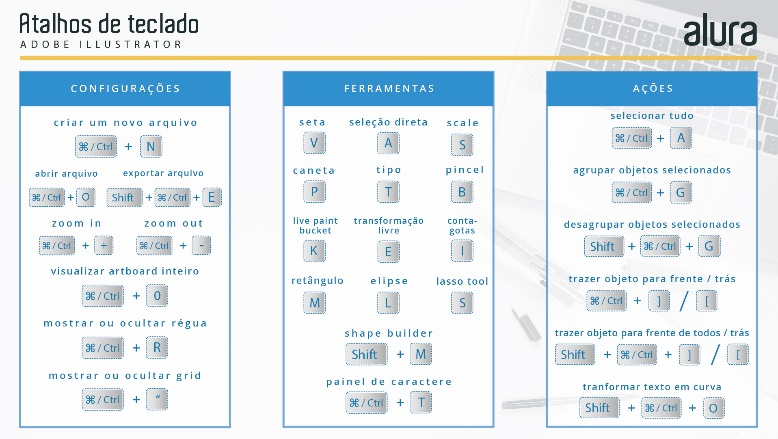 Atalhos de teclado
ADOBE ILLUSTRATOR
alura
CONFIGURAÇÕES
criar um novo arquivo
⌘ / Ctrl + N
abrir arquivo exportar arquivo
⌘ / Ctrl + O Shift + ⌘ / Ctrl + E
zoom in zoom out
⌘ / Ctrl + + ⌘ / Ctrl + -
visualizar artboard inteiro
⌘ / Ctrl + 0
mostrar ou ocultar régua
⌘ / Ctrl + R
mostrar ou ocultar grid
⌘ / Ctrl + "
FERRAMENTAS
seta seleção direta scale
V A S
caneta tipo pincel
P T B
live paint transformação conta-
bucket livre gotas
K E I
retângulo elipse lasso tool
M L S
shape builder
Shift + M
painel de caractere
⌘ / Ctrl + T
AÇÕES
selecionar tudo
⌘ / Ctrl + A
agrupar objetos selecionados
⌘ / Ctrl + G
desagrupar objetos selecionados
Shift + ⌘ / Ctrl + G
trazer objeto para frente / trás
⌘ / Ctrl + ] / [
trazer objeto para frente de todos / trás
Shift + ⌘ / Ctrl + ] / [
tranformar texto em curva
Shift + ⌘ / Ctrl + O